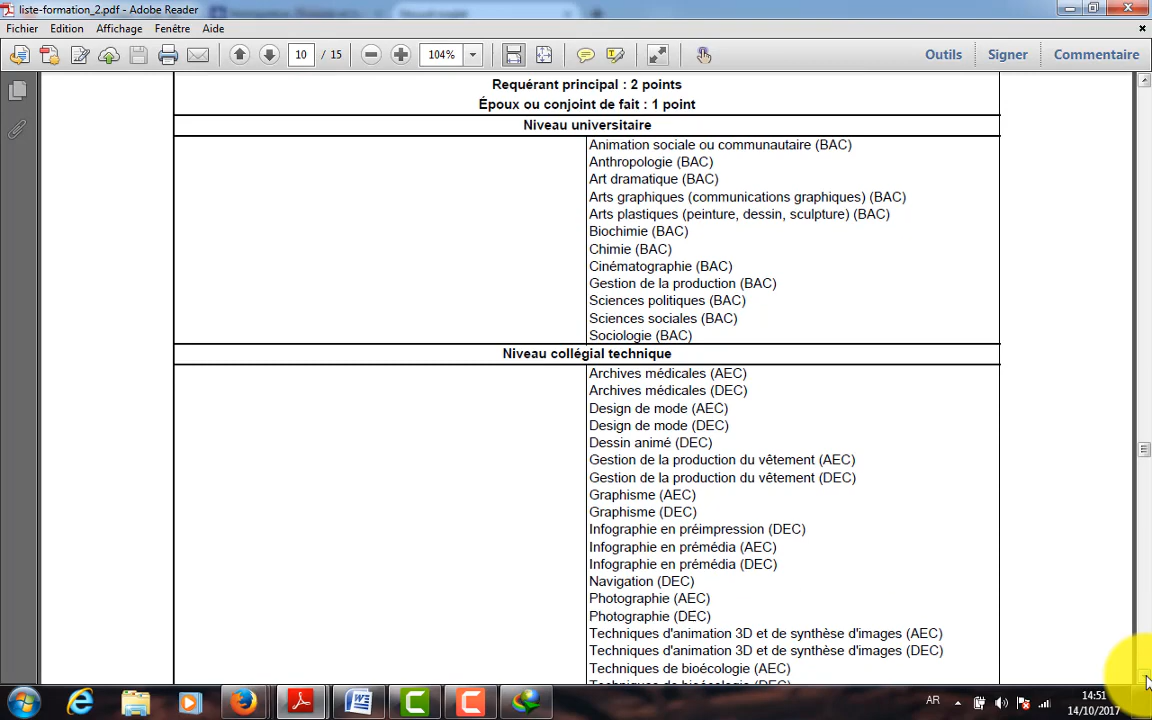 liste-formation_2.pdf - Adobe Reader
Fichier Edition Affichage Fenêtre Aide
10 / 15 104% Outils Signer Commentaire
Requérant principal : 2 points
Époux ou conjoint de fait : 1 point
Niveau universitaire
Animation sociale ou communautaire (BAC)
Anthropologie (BAC)
Art dramatique (BAC)
Arts graphiques (communications graphiques) (BAC)
Arts plastiques (peinture, dessin, sculpture) (BAC)
Biochimie (BAC)
Chimie (BAC)
Cinématographie (BAC)
Gestion de la production (BAC)
Sciences politiques (BAC)
Sciences sociales (BAC)
Sociologie (BAC)
Niveau collégial technique
Archives médicales (AEC)
Archives médicales (DEC)
Design de mode (AEC)
Design de mode (DEC)
Dessin animé (DEC)
Gestion de la production du vêtement (AEC)
Gestion de la production du vêtement (DEC)
Graphisme (AEC)
Graphisme (DEC)
Infographie en préimpression (DEC)
Infographie en prémédia (AEC)
Infographie en prémédia (DEC)
Navigation (DEC)
Photographie (AEC)
Photographie (DEC)
Techniques d'animation 3D et de synthèse d'images (AEC)
Techniques d'animation 3D et de synthèse d'images (DEC)
Techniques de bioécologie (AEC)
Techniques de bioécologie (DEC)
AR 14:51
14/10/2017